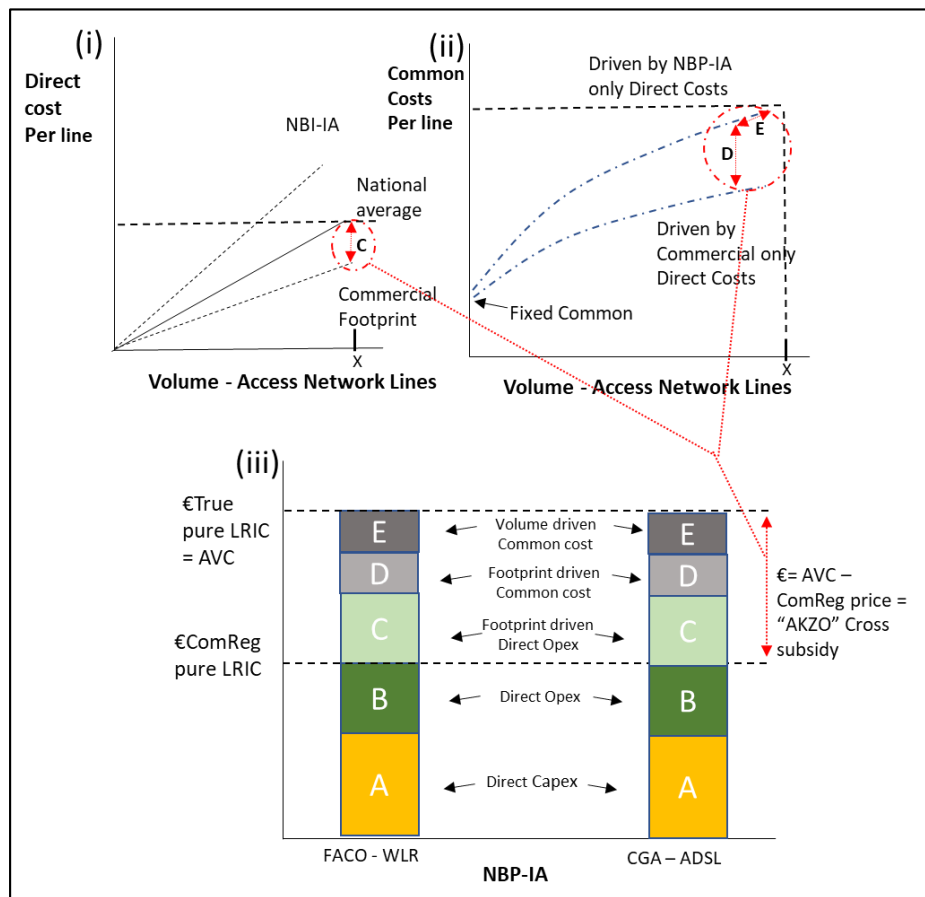 (i)
Direct
cost
Per line
NBI-IA
National
average
C
Commercial
Footprint
X
Volume - Access Network Lines
(ii)
Common
Costs
Per line
Driven by NBP-IA
only Direct Costs
E
D
Driven by
Commercial only
Direct Costs
Fixed Common
X
Volume - Access Network Lines
(iii)
€True
pure LRIC
= AVC
€ComReg
pure LRIC
E
Volume driven
Common cost
E
D
Footprint driven
Common cost
D
C
Footprint driven
Direct Opex
C
B
Direct Opex
B
A
Direct Capex
A
€= AVC –
ComReg price =
“AKZO” Cross
subsidy
FACO - WLR
CGA – ADSL
NBP-IA